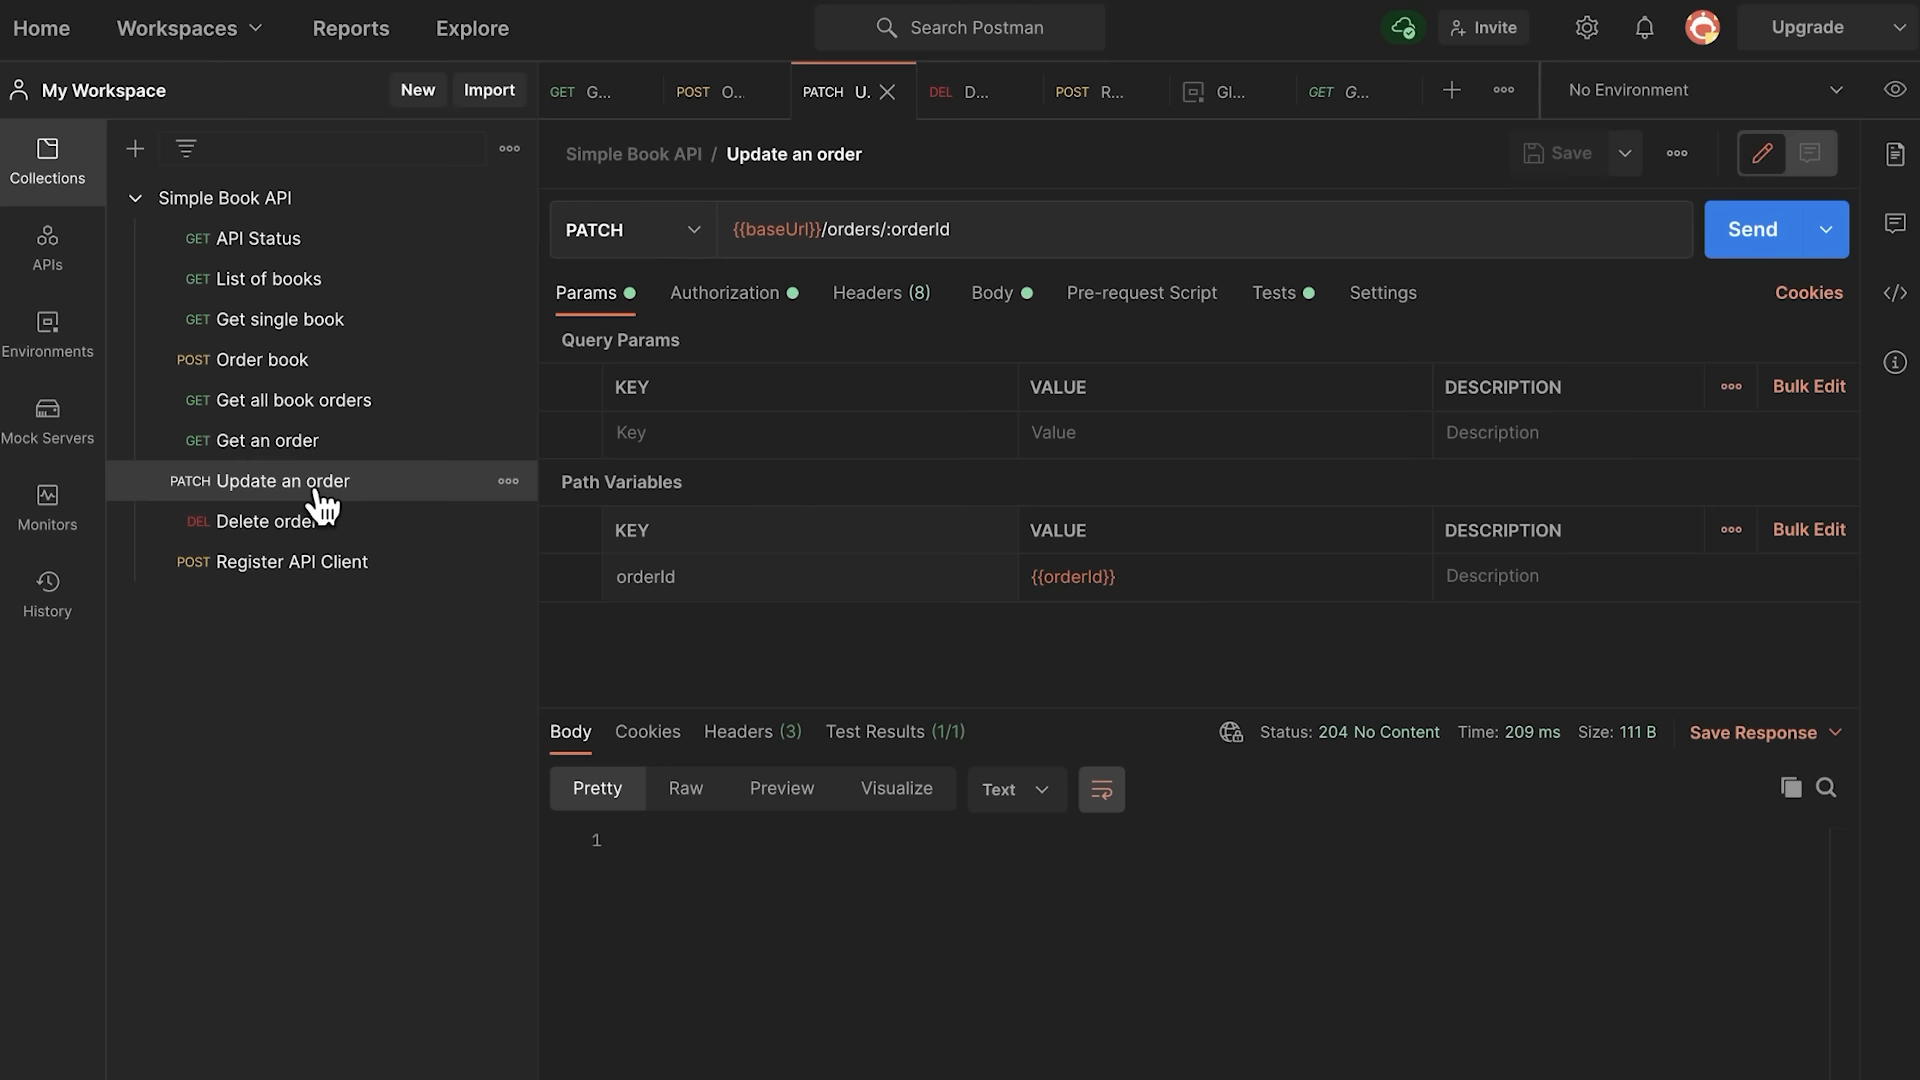 Home Workspaces Reports Explore Search Postman Invite Upgrade
My Workspace New Import GET G... POST O... PATCH U. DEL D... POST R... Gl... GET G... No Environment
Simple Book API / Update an order Save
Collections
APIs
Environments
Mock Servers
Monitors
History
Simple Book API
GET API Status
GET List of books
GET Get single book
POST Order book
GET Get all book orders
GET Get an order
PATCH Update an order
DEL Delete order
POST Register API Client
PATCH {{baseUrl}}/orders/:orderId Send
Params Authorization Headers (8) Body Pre-request Script Tests Settings Cookies
Query Params
KEY VALUE DESCRIPTION Bulk Edit
Key Value Description
Path Variables
KEY VALUE DESCRIPTION Bulk Edit
orderId {{orderId}} Description
Body Cookies Headers (3) Test Results (1/1) Status: 204 No Content Time: 209 ms Size: 111 B Save Response
Pretty Raw Preview Visualize Text
1